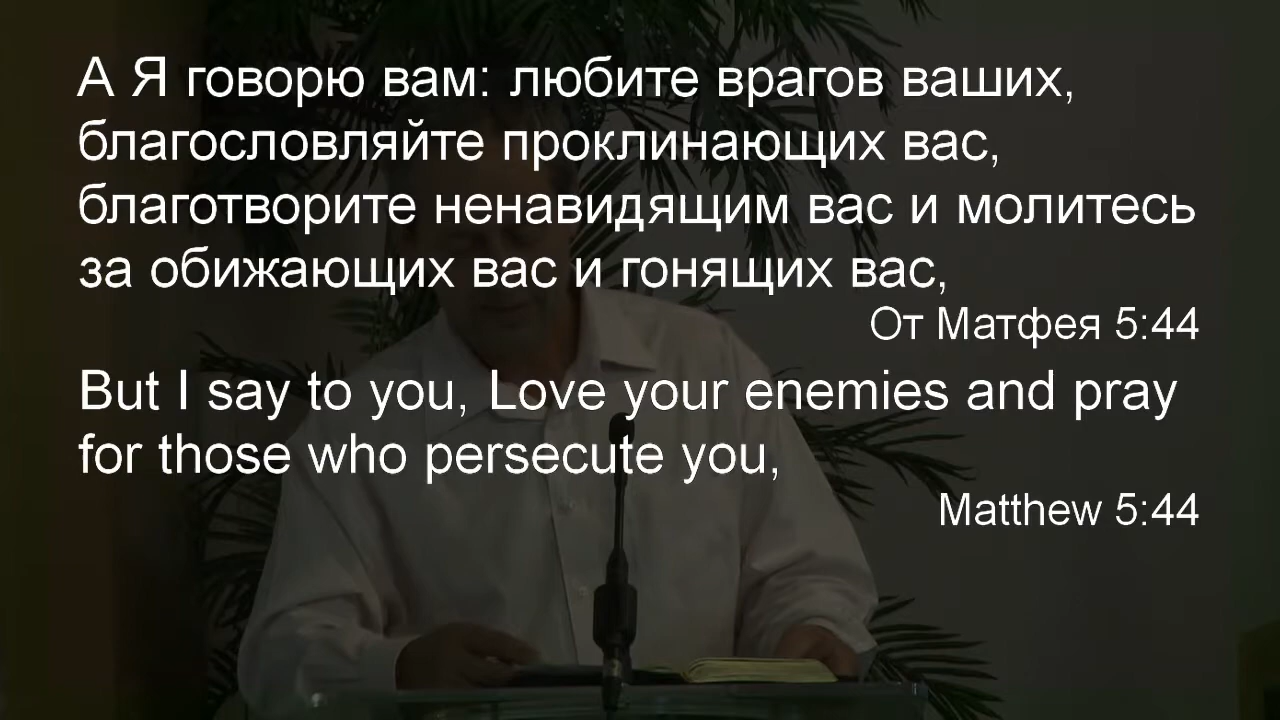 А Я говорю вам: любите врагов ваших,
благословляйте проклинающих вас,
благотворите ненавидящим вас и молитесь
за обижающих вас и гонящих вас,
От Матфея 5:44
But I say to you, Love your enemies and pray
for those who persecute you,
Matthew 5:44